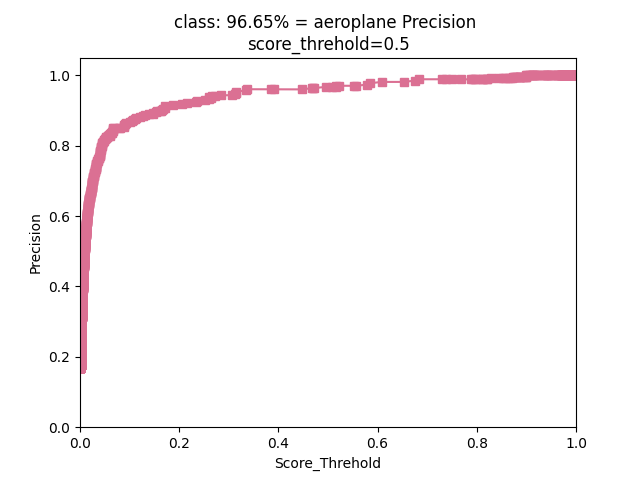 class: 96.65% = aeroplane Precision
score_threhold=0.5
1.0
0.8
0.6
0.4
0.2
0.0
Precision
0.0 0.2 0.4 0.6 0.8 1.0
Score_Threhold